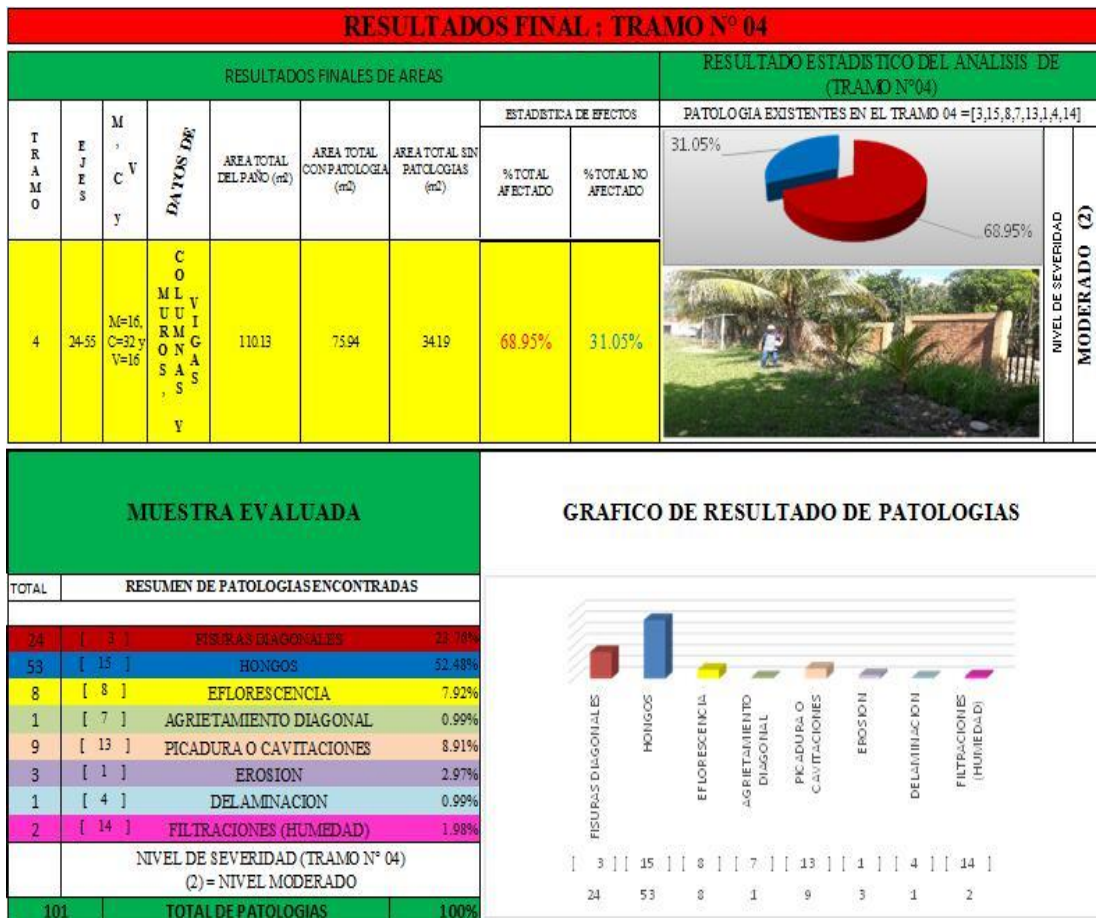 RESULTADOS FINAL : TRAMO N° 04
RESULTADOS FINALES DE AREAS
RESULTADO ESTADISTICO DEL ANALISIS DE
(TRAMO N°04)
TRAMO
EJES
M, C y V
DATOS DE
AREA TOTAL
DEL PAÑO (m2)
AREA TOTAL
CON PATOLOGIA
(m2)
AREA TOTAL SIN
PATOLOGIAS
(m2)
ESTADISTICA DE EFECTOS
% TOTAL
AFECTADO
% TOTAL NO
AFECTADO
PATOLOGIA EXISTENTES EN EL TRAMO 04 =[3,15,8,7,13,1,4,14]
31.05%
68.95%
NIVEL DE SEVERIDAD
MODERADO (2)
4
24-55
M=16,
C=32 y
V=16
MUROS,
COLUMNAS Y
VIGAS
110.13
75.94
34.19
68.95%
31.05%
MUESTRA EVALUADA
TOTAL
RESUMEN DE PATOLOGIAS ENCONTRADAS
24 [ 3 ] FISURAS DIAGONALES 23.76%
53 [ 15 ] HONGOS 52.48%
8 [ 8 ] EFLORESCENCIA 7.92%
1 [ 7 ] AGRIETAMIENTO DIAGONAL 0.99%
9 [ 13 ] PICADURA O CAVITACIONES 8.91%
3 [ 1 ] EROSION 2.97%
1 [ 4 ] DELAMINACION 0.99%
2 [ 14 ] FILTRACIONES (HUMEDAD) 1.98%
NIVEL DE SEVERIDAD (TRAMO N° 04)
(2) = NIVEL MODERADO
101 TOTAL DE PATOLOGIAS 100%
GRAFICO DE RESULTADO DE PATOLOGIAS
FISURAS DIAGONALES
HONGOS
EFLORESCENCIA
AGRIETAMIENTO
DIAGONAL
PICADURA O
CAVITACIONES
EROSION
DELAMINACION
FILTRACIONES
(HUMEDAD)
[ 3 ] [ 15 ] [ 8 ] [ 7 ] [ 13 ] [ 1 ] [ 4 ] [ 14 ]
24 53 8 1 9 3 1 2